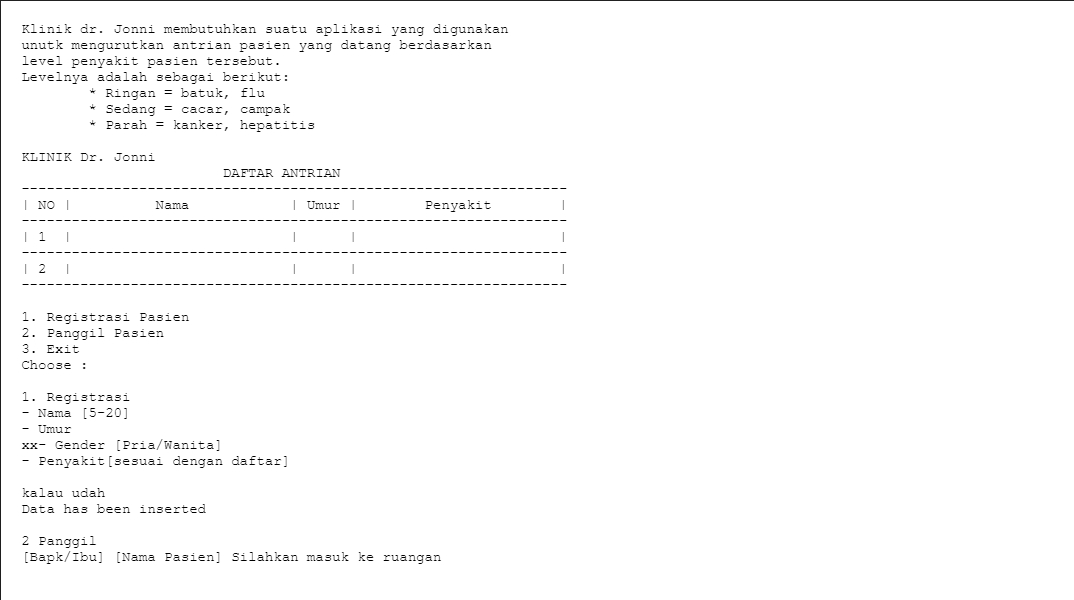 Klinik dr. Jonni membutuhkan suatu aplikasi yang digunakan
unutk mengurutkan antrian pasien yang datang berdasarkan
level penyakit pasien tersebut.
Levelnya adalah sebagai berikut:
* Ringan = batuk, flu
* Sedang = cacar, campak
* Parah = kanker, hepatitis
KLINIK Dr. Jonni
DAFTAR ANTRIAN
-----------------------------------------------------------------
| NO | Nama | Umur | Penyakit |
-----------------------------------------------------------------
| 1 | | | |
-----------------------------------------------------------------
| 2 | | | |
-----------------------------------------------------------------
1. Registrasi Pasien
2. Panggil Pasien
3. Exit
Choose :
1. Registrasi
- Nama [5-20]
- Umur
xx- Gender [Pria/Wanita]
- Penyakit[sesuai dengan daftar]
kalau udah
Data has been inserted
2 Panggil
[Bapk/Ibu] [Nama Pasien] Silahkan masuk ke ruangan